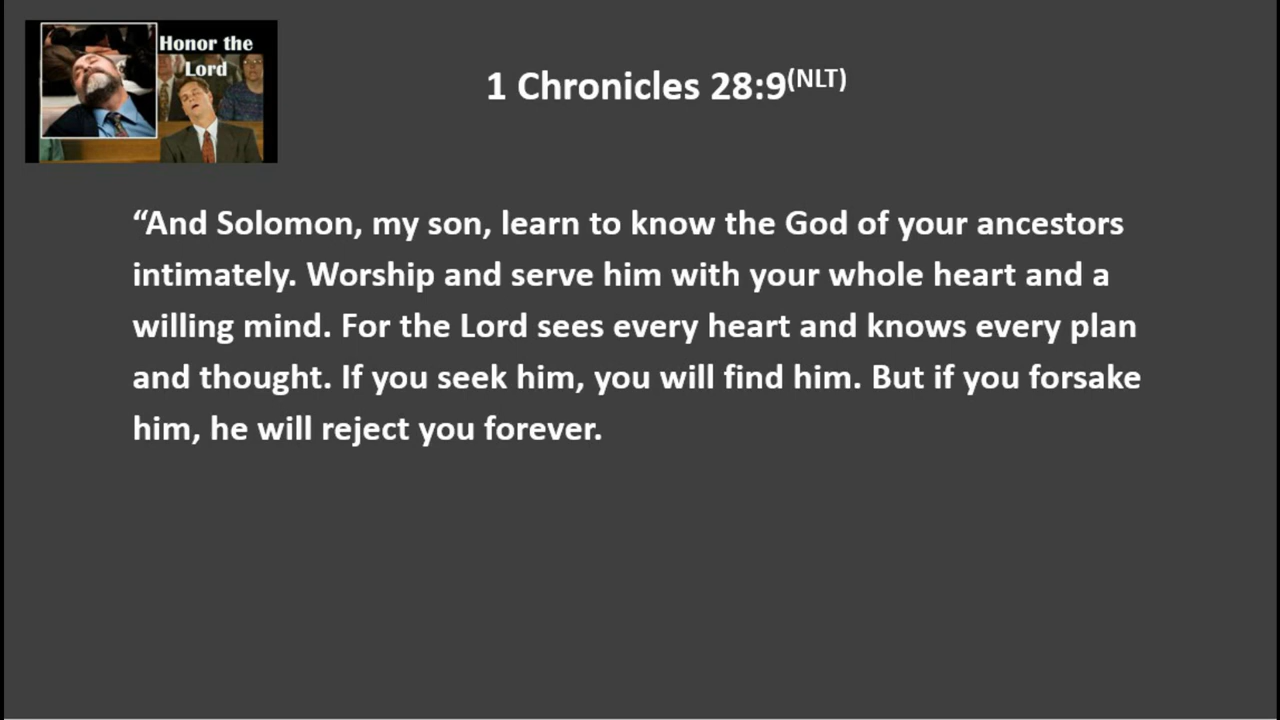 Honor the
Lord
1 Chronicles 28:9(NLT)
“And Solomon, my son, learn to know the God of your ancestors
intimately. Worship and serve him with your whole heart and a
willing mind. For the Lord sees every heart and knows every plan
and thought. If you seek him, you will find him. But if you forsake
him, he will reject you forever.